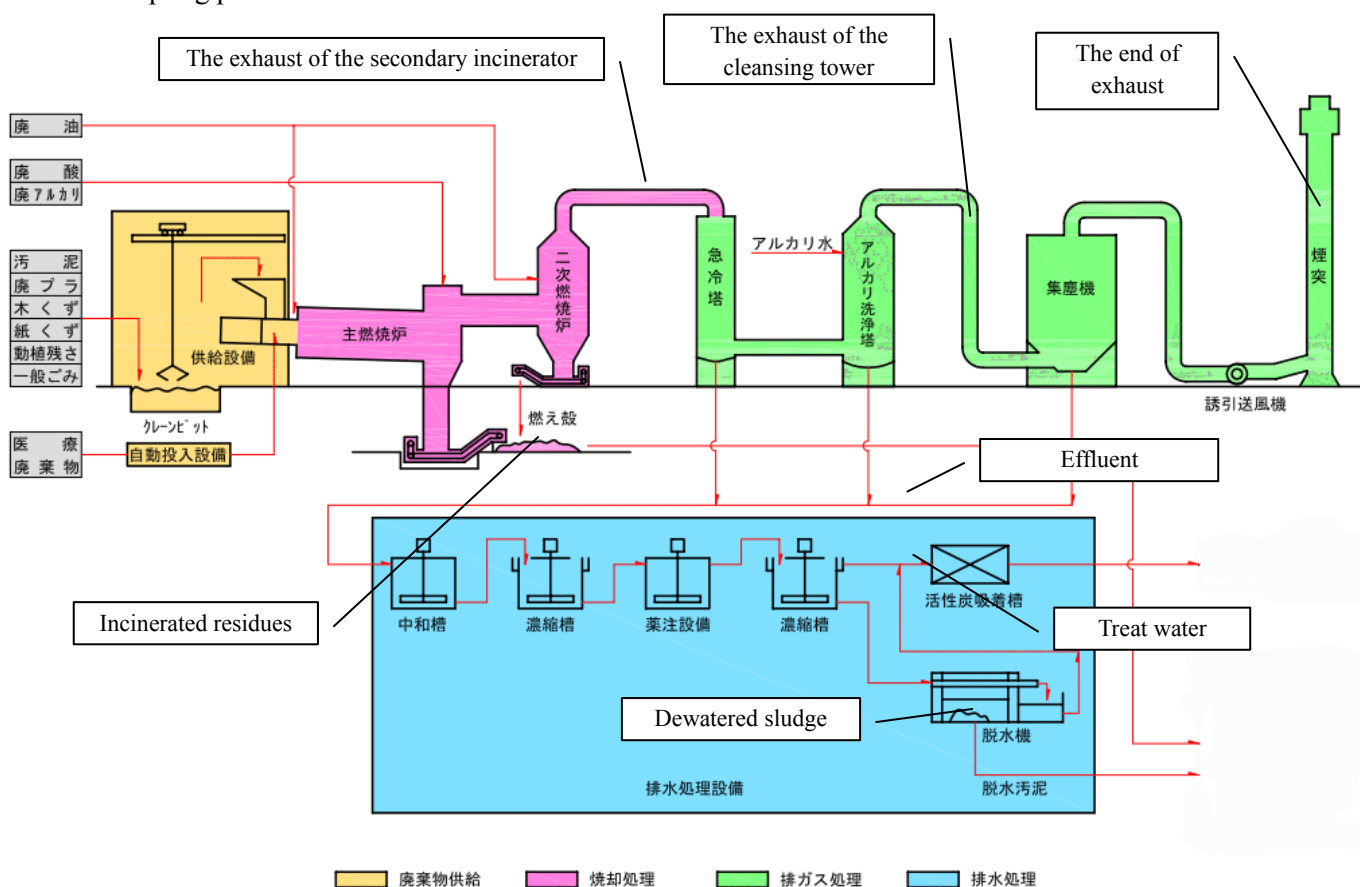 The exhaust of the secondary incinerator
The exhaust of the
cleansing tower
The end of
exhaust
廃油
廃酸
廃アルカリ
汚泥
廃プラ
木くず
紙くず
動植残さ
一般ごみ
医療
廃棄物
供給設備
クレーンピット
自動投入設備
主燃焼炉
二次燃焼炉
燃え殻
急冷塔
アルカリ水
アルカリ洗浄塔
集塵機
煙突
誘引送風機
Effluent
Incinerated residues
中和槽
濃縮槽
薬注設備
濃縮槽
活性炭吸着槽
Treat water
Dewatered sludge
脱水機
排水処理設備
脱水汚泥
廃棄物供給
焼却処理
排ガス処理
排水処理